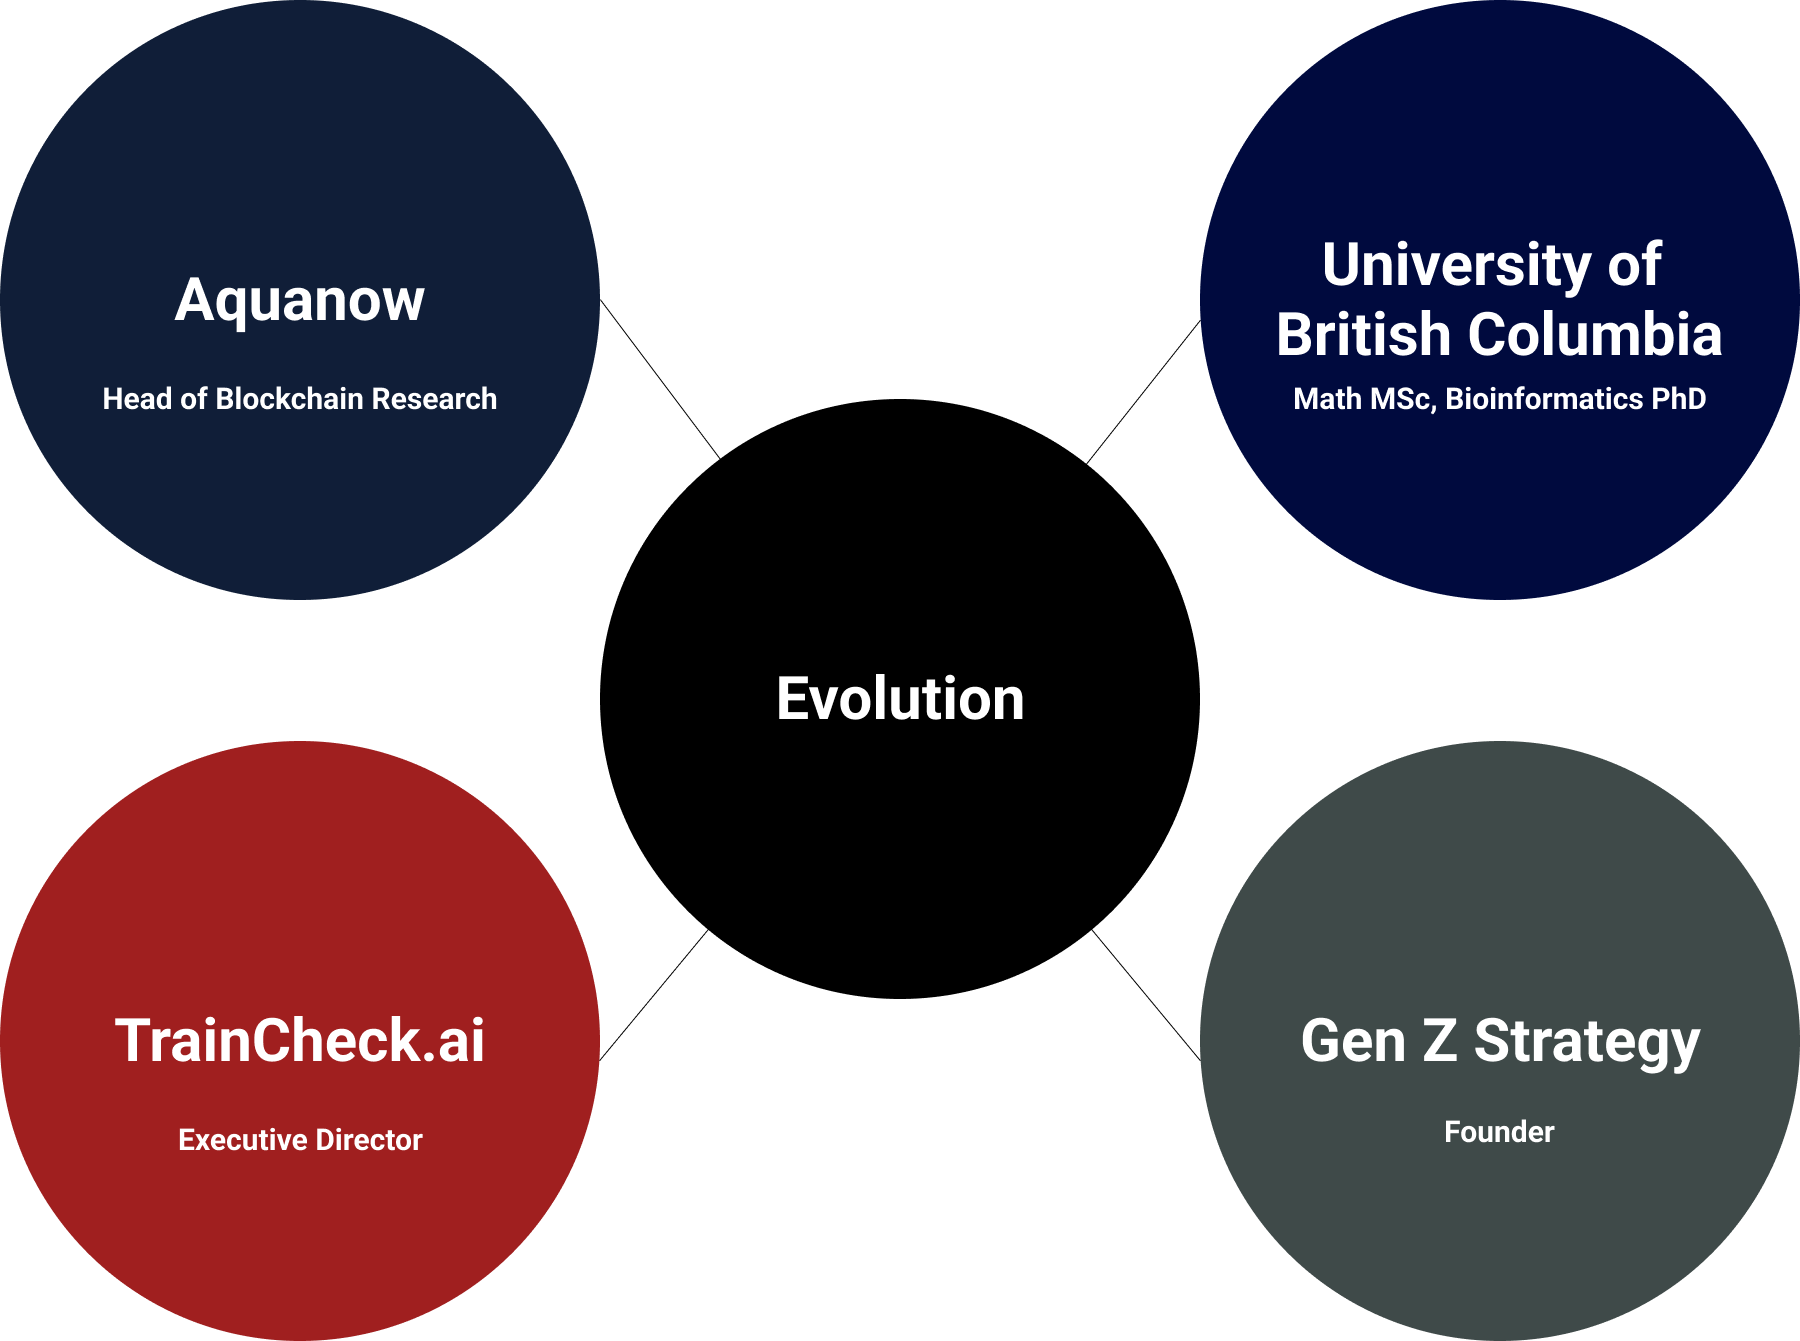 Aquanow
Head of Blockchain Research
University of
British Columbia
Math MSc, Bioinformatics PhD
Evolution
TrainCheck.ai
Executive Director
Gen Z Strategy
Founder